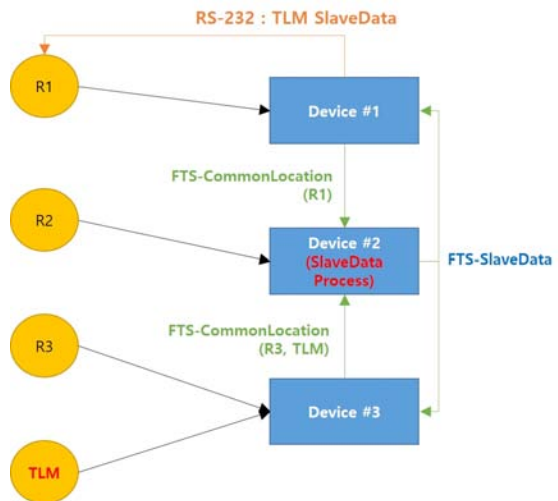 RS-232 : TLM SlaveData
R1
Device #1
FTS-CommonLocation
(R1)
R2
Device #2
(SlaveData
Process)
FTS-SlaveData
FTS-CommonLocation
(R3, TLM)
R3
Device #3
TLM